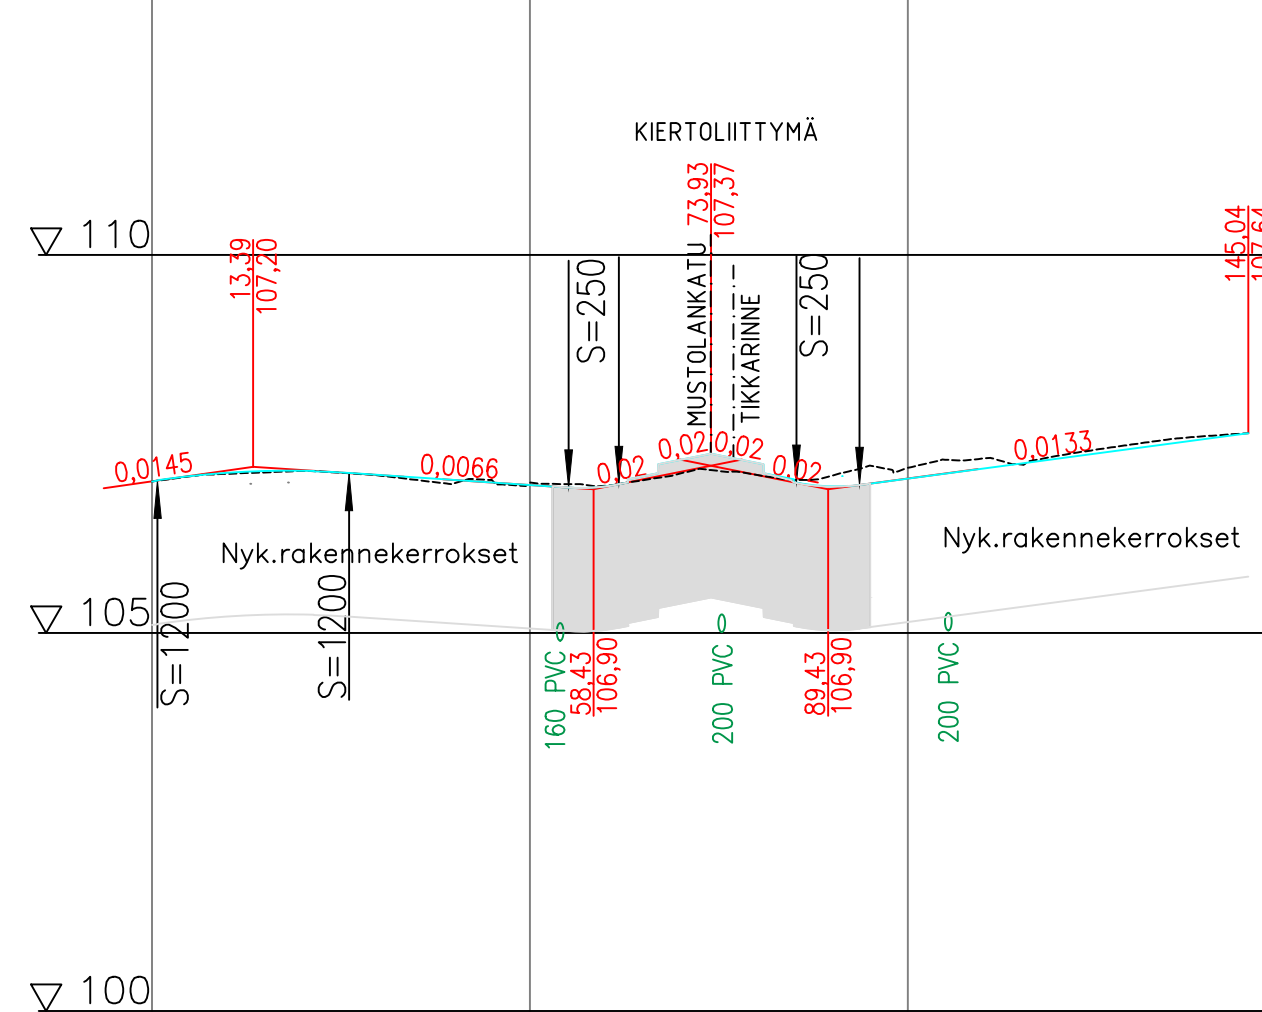 KIERTOLIITTYMÄ
73,93
107,37
110
13,39
107,20
S=250
MUSTOLANKATU
TIKKARINNE
S=250
145,04
107,64
0,0145
0,0066
0,02
0,02
0,02
0,02
0,0133
Nyk.rakennekerrokset
Nyk.rakennekerrokset
105
S=1200
S=1200
160 PVC
58,43
106,90
200 PVC
89,43
106,90
200 PVC
100